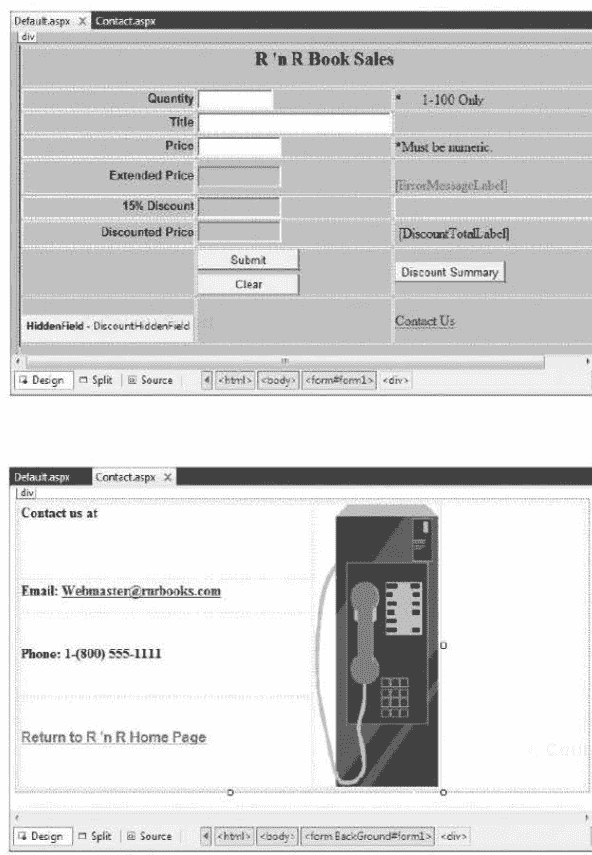 Default.aspx X Contact.aspx
div
R 'n R Book Sales
Quantity * 1-100 Only
Title
Price *Must be numeric.
Extended Price [ErrorMessageLabel]
15% Discount
Discounted Price [DiscountTotalLabel]
Submit
Clear
Discount Summary
HiddenField - DiscountHiddenField
Contact Us
Design Split Source <html> <body> <form#form1> <div>
Default.aspx Contact.aspx X
div
Contact us at
Email: Webmaster@rnrbooks.com
Phone: 1-(800) 555-1111
Return to R 'n R Home Page
Design Split Source <html> <body> <form.BackGround#form1> <div>